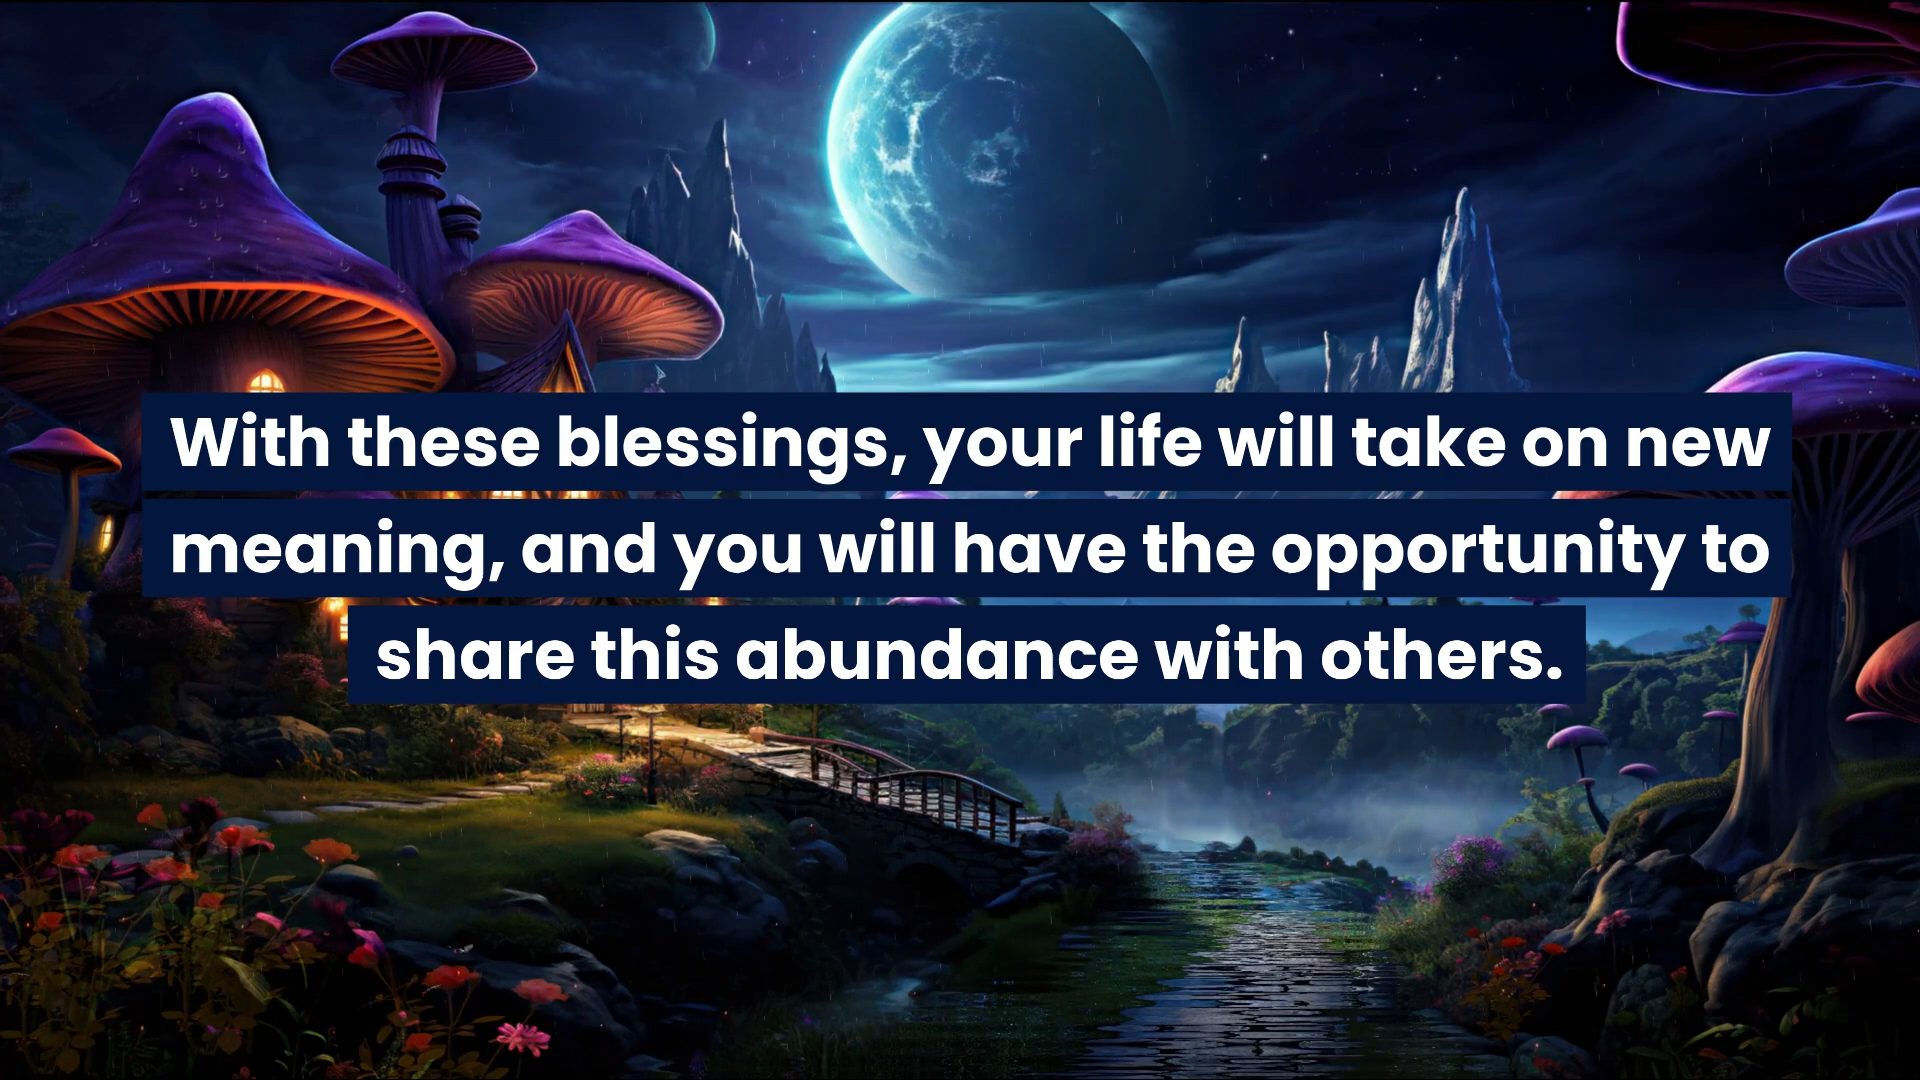 With these blessings, your life will take on new
meaning, and you will have the opportunity to
share this abundance with others.